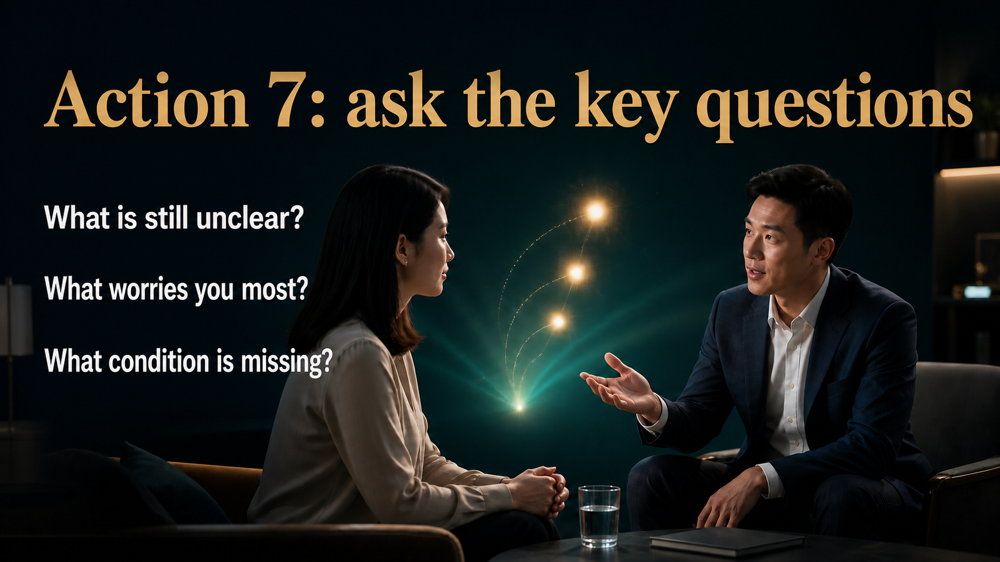 Action 7: ask the key questions
What is still unclear?
What worries you most?
What condition is missing?